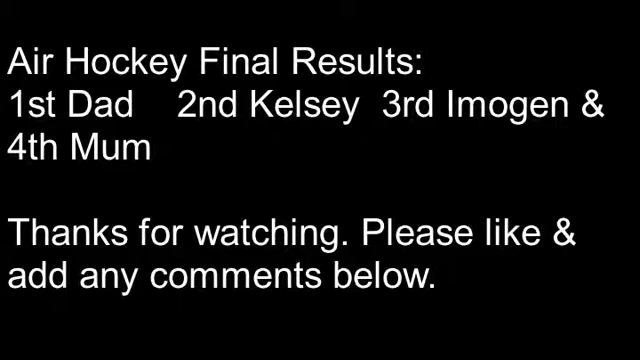 Air Hockey Final Results:
1st Dad    2nd Kelsey  3rd Imogen &
4th Mum
Thanks for watching. Please like &
add any comments below.